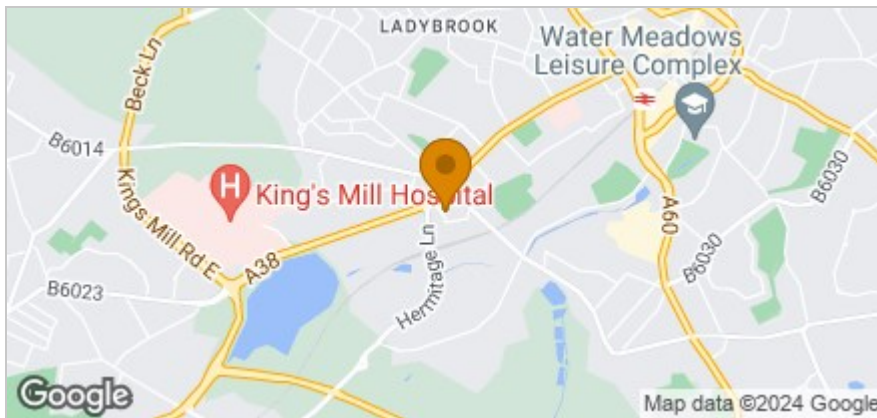 LADYBROOK
Water Meadows
Leisure Complex
Beck Ln
B6014
H
King's Mill Hospital
Kings Mill Rd E
A38
B6023
Hermitage Ln
A60
B6030
B6030
Google
Map data ©2024 Google